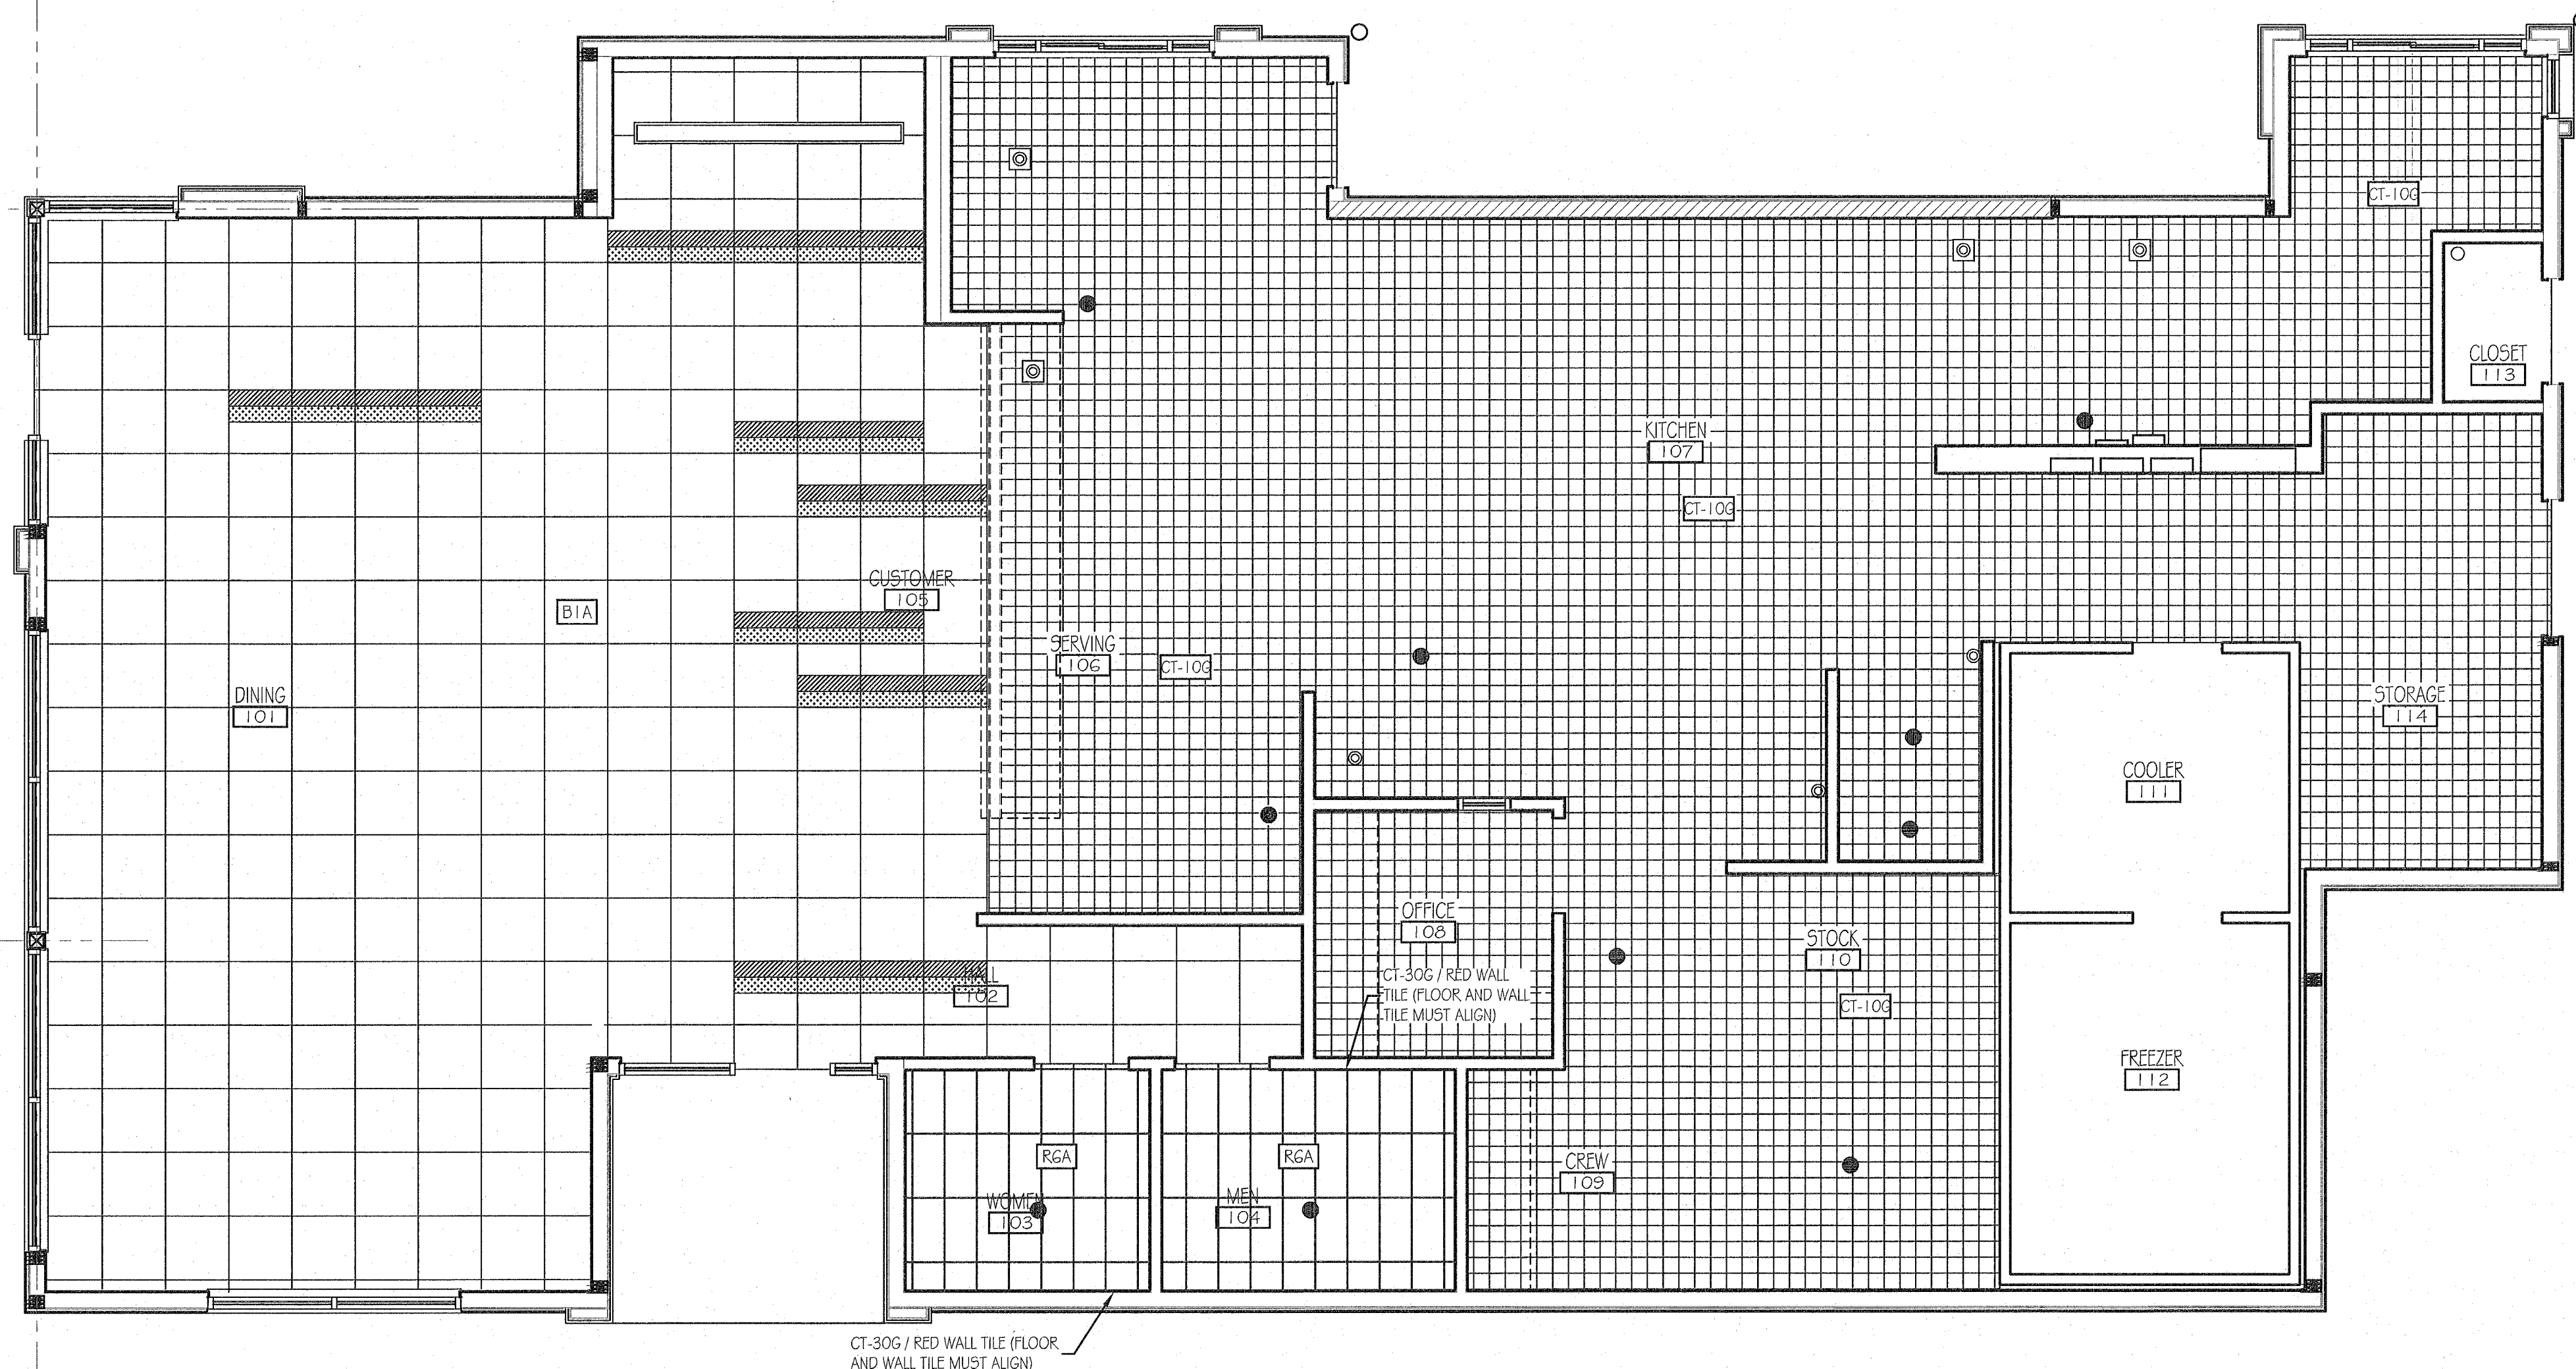 CT-10G
CLOSET
113
KITCHEN
107
CT-10G
CUSTOMER
105
B1A
SERVING
106
CT-10G
DINING
101
STORAGE
114
COOLER
111
OFFICE
108
STOCK
110
HALL
102
CT-30G / RED WALL
TILE (FLOOR AND WALL
TILE MUST ALIGN)
CT-10G
FREEZER
112
R6A
R6A
CREW
109
WOMEN
103
MEN
104
CT-30G / RED WALL TILE (FLOOR
AND WALL TILE MUST ALIGN)